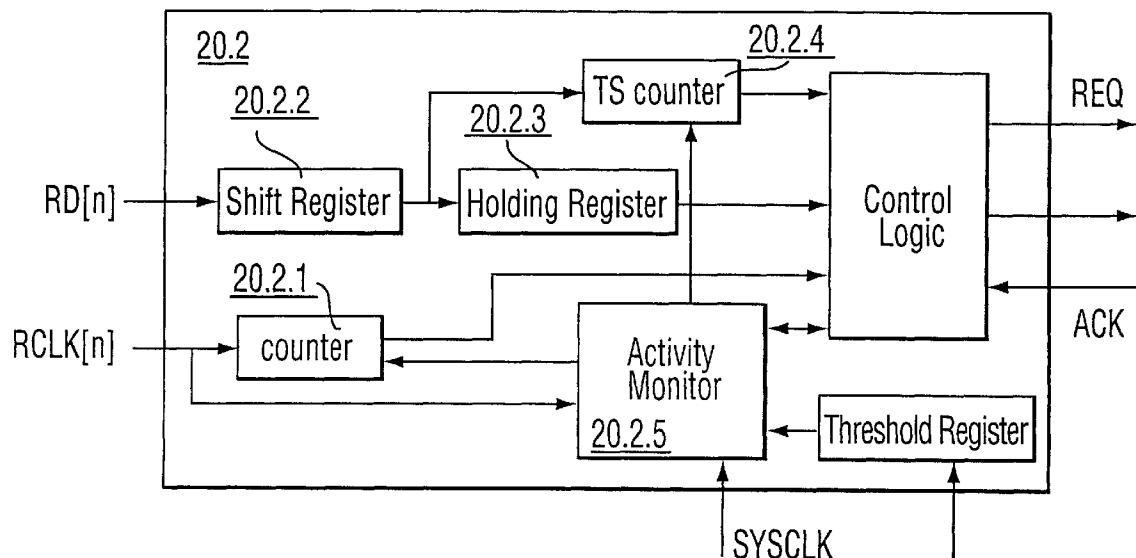 20.2
20.2.4
TS counter
REQ
20.2.2
20.2.3
RD[n]
Shift Register
Holding Register
Control
Logic
20.2.1
RCLK[n]
counter
Activity
Monitor
20.2.5
ACK
Threshold Register
SYSCLK